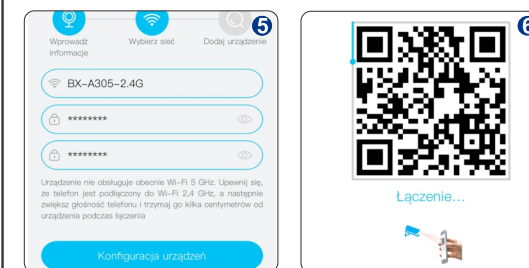 5
Wprowadź informacje
Wybierz sieć
Dodaj urządzenie
BX-A305-2.4G
********
********
Urządzenie nie obsługuje obecnie Wi-Fi 5 GHz. Upewnij się,
że telefon jest podłączony do Wi-Fi 2,4 GHz, a następnie
zwiększ głośność telefonu i trzymaj go kilka centymetrów od
urządzenia podczas łączenia
Konfiguracja urządzeń
6
Łączenie...